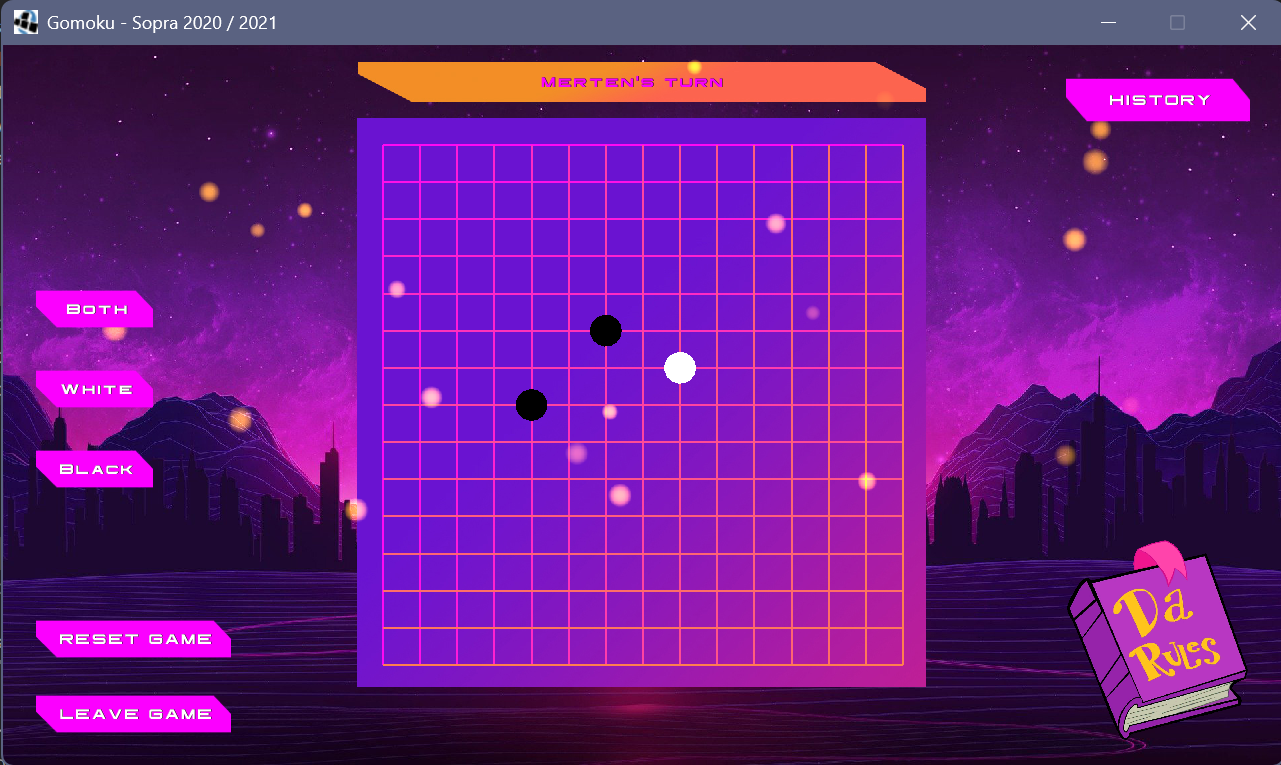 Gomoku - Sopra 2020 / 2021
Merten's turn
HISTORY
Both
White
Black
RESET GAME
LEAVE GAME
Da
Rules